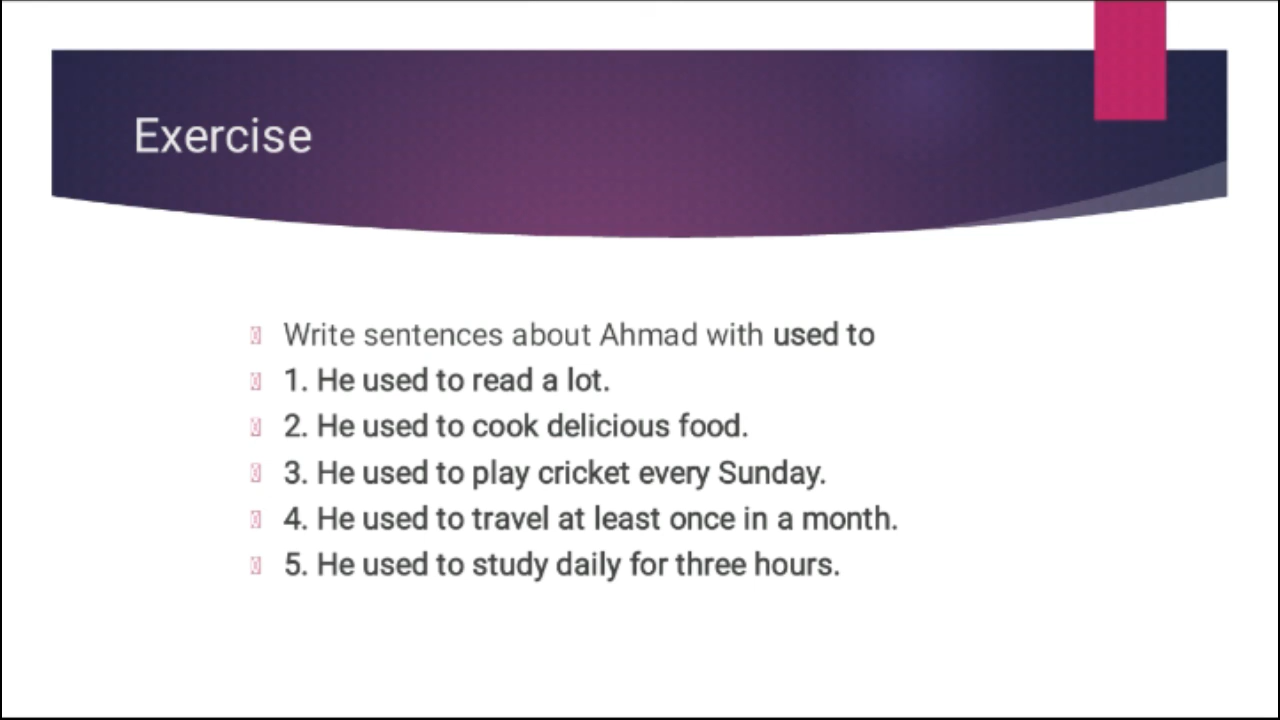 Exercise
Write sentences about Ahmad with used to
1. He used to read a lot.
2. He used to cook delicious food.
3. He used to play cricket every Sunday.
4. He used to travel at least once in a month.
5. He used to study daily for three hours.